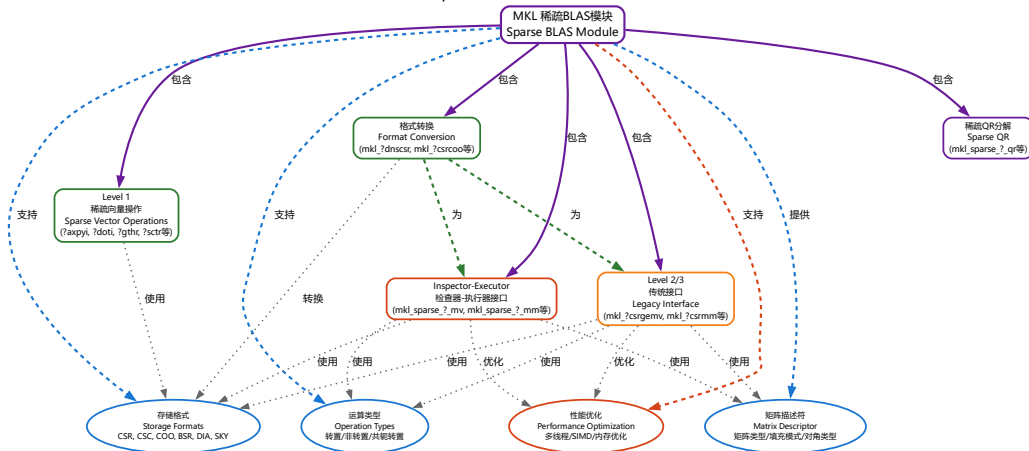 MKL 稀疏BLAS模块
Sparse BLAS Module
包含
包含
包含
包含
包含
格式转换
Format Conversion
(mkl_?dnscsr, mkl_?csrcoo等)
稀疏QR分解
Sparse QR
(mkl_sparse_?_qr等)
Level 1
稀疏向量操作
Sparse Vector Operations
(?axpyi, ?doti, ?gthr, ?sctr等)
支持
支持
为
为
支持
提供
使用
转换
Inspector-Executor
检查器-执行器接口
(mkl_sparse_?_mv, mkl_sparse_?_mm等)
Level 2/3
传统接口
Legacy Interface
(mkl_?csrgemv, mkl_?csrmm等)
使用
使用
使用
优化
使用
优化
使用
使用
存储格式
Storage Formats
CSR, CSC, COO, BSR, DIA, SKY
运算类型
Operation Types
转置/非转置/共轭转置
性能优化
Performance Optimization
多线程/SIMD/内存优化
矩阵描述符
Matrix Descriptor
矩阵类型/填充模式/对角类型